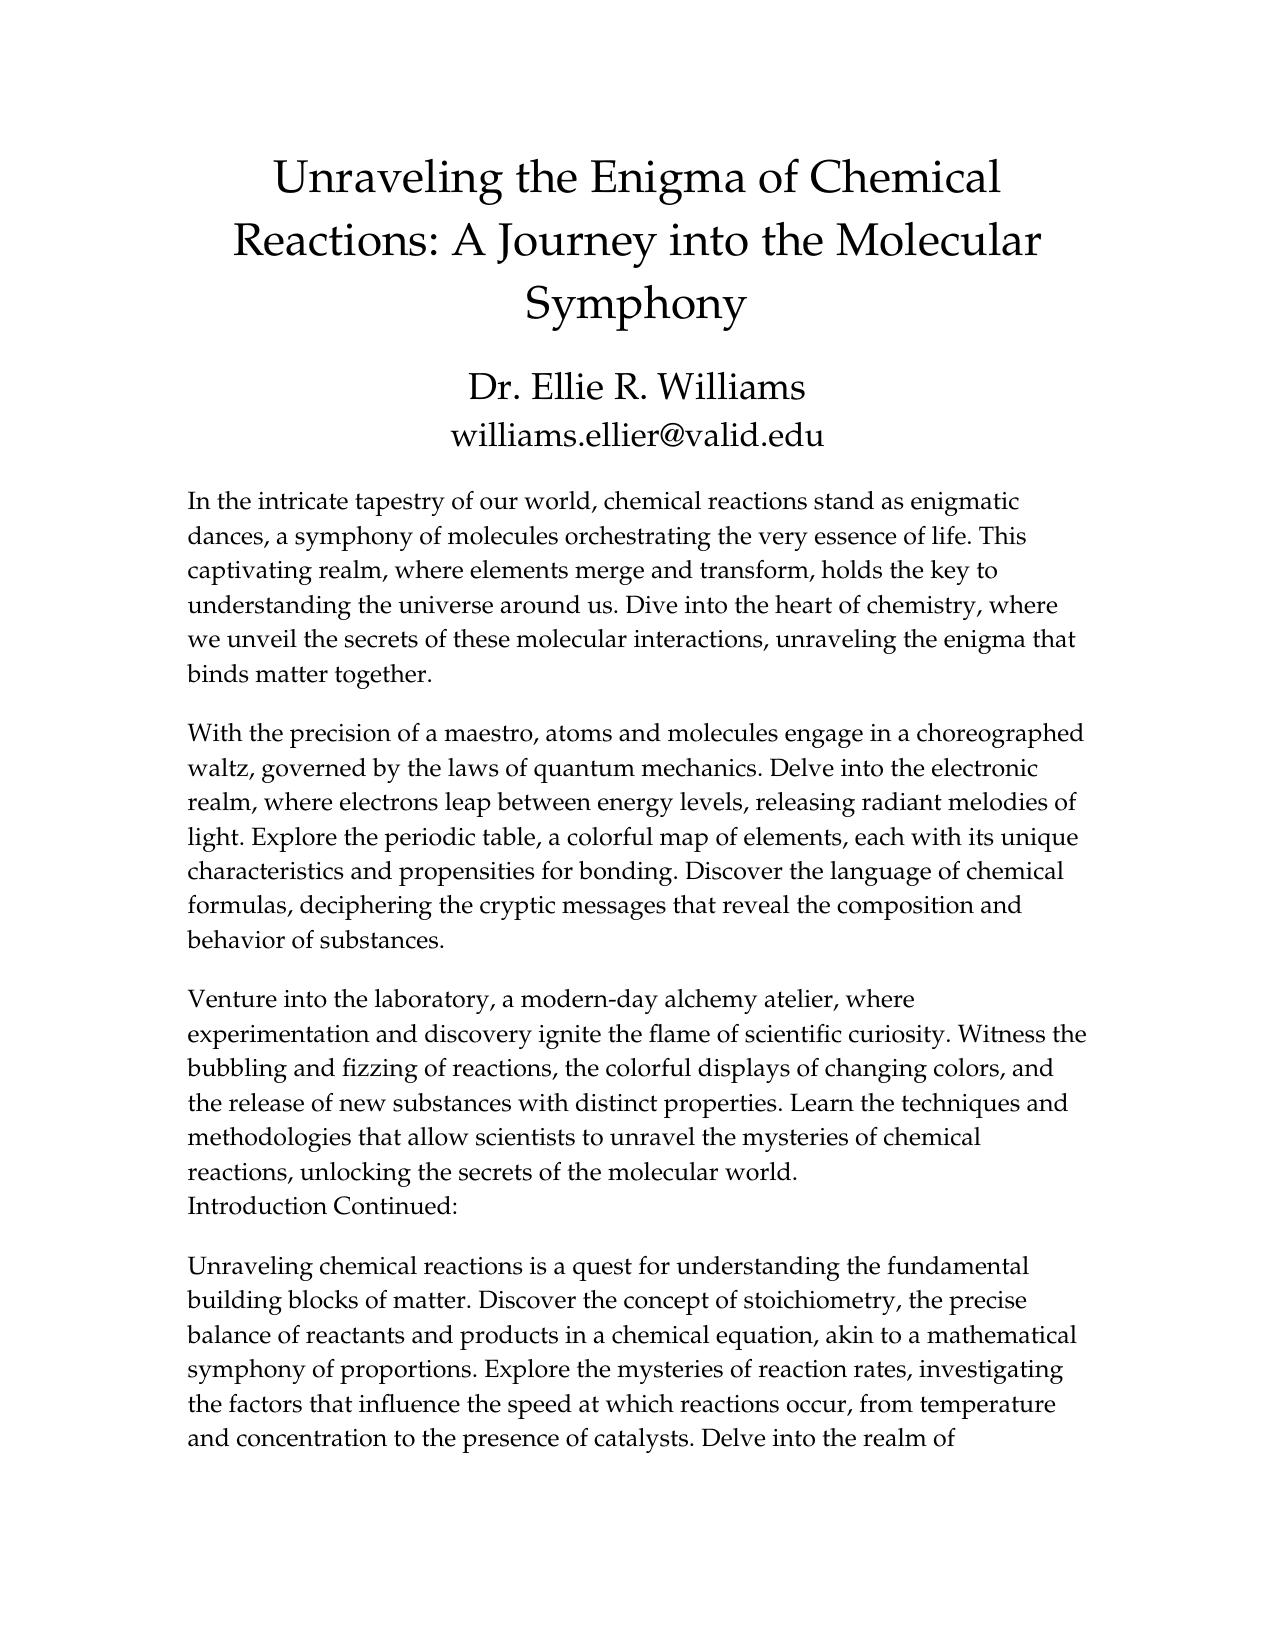 Unraveling the Enigma of Chemical
Reactions: A Journey into the Molecular
Symphony
Dr. Ellie R. Williams
williams.ellier@valid.edu
In the intricate tapestry of our world, chemical reactions stand as enigmatic
dances, a symphony of molecules orchestrating the very essence of life. This
captivating realm, where elements merge and transform, holds the key to
understanding the universe around us. Dive into the heart of chemistry, where
we unveil the secrets of these molecular interactions, unraveling the enigma that
binds matter together.
With the precision of a maestro, atoms and molecules engage in a choreographed
waltz, governed by the laws of quantum mechanics. Delve into the electronic
realm, where electrons leap between energy levels, releasing radiant melodies of
light. Explore the periodic table, a colorful map of elements, each with its unique
characteristics and propensities for bonding. Discover the language of chemical
formulas, deciphering the cryptic messages that reveal the composition and
behavior of substances.
Venture into the laboratory, a modern-day alchemy atelier, where
experimentation and discovery ignite the flame of scientific curiosity. Witness the
bubbling and fizzing of reactions, the colorful displays of changing colors, and
the release of new substances with distinct properties. Learn the techniques and
methodologies that allow scientists to unravel the mysteries of chemical
reactions, unlocking the secrets of the molecular world.
Introduction Continued:
Unraveling chemical reactions is a quest for understanding the fundamental
building blocks of matter. Discover the concept of stoichiometry, the precise
balance of reactants and products in a chemical equation, akin to a mathematical
symphony of proportions. Explore the mysteries of reaction rates, investigating
the factors that influence the speed at which reactions occur, from temperature
and concentration to the presence of catalysts. Delve into the realm of